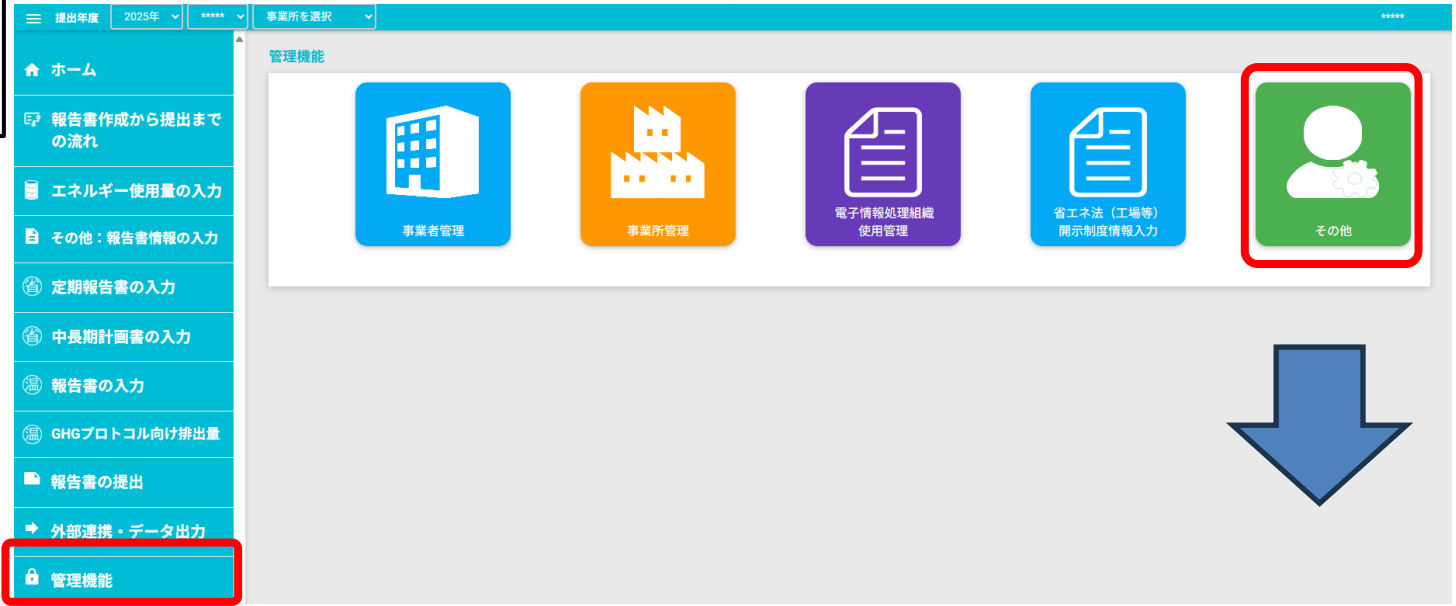 提出年度 2025年 ***** 事業所を選択 *****
ホーム
報告書作成から提出まで
の流れ
エネルギー使用量の入力
その他：報告書情報の入力
省 定期報告書の入力
省 中長期計画書の入力
温 報告書の入力
温 GHGプロトコル向け排出量
報告書の提出
外部連携・データ出力
管理機能
管理機能
事業者管理
事業所管理
電子情報処理組織
使用管理
省エネ法（工場等）
開示制度情報入力
その他